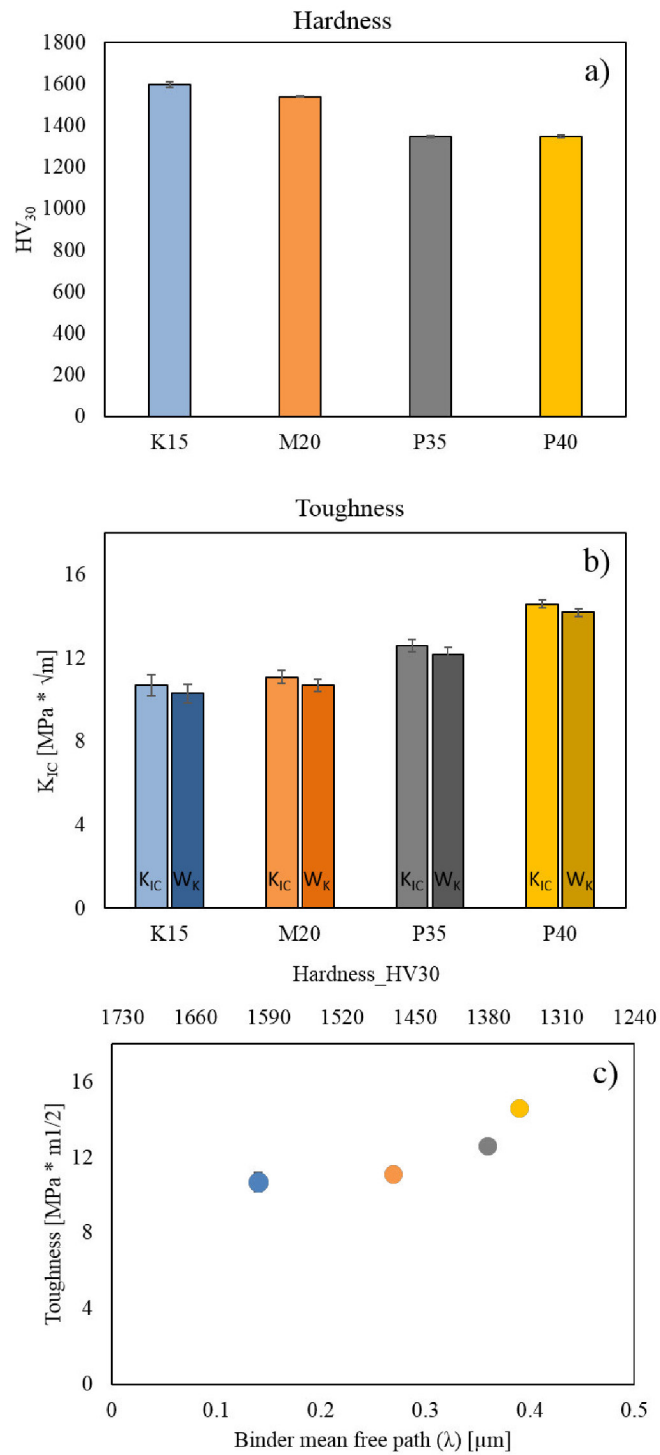 Hardness
a)
1800
1600
1400
1200
1000
800
600
400
200
0
HV30
K15 M20 P35 P40
Toughness
b)
16
12
8
4
0
KIC [MPa * √m]
KIC WK KIC WK KIC WK KIC WK
K15 M20 P35 P40
Hardness_HV30
1730 1660 1590 1520 1450 1380 1310 1240
c)
16
12
8
4
0
Toughness [MPa * m1/2]
0 0.1 0.2 0.3 0.4 0.5
Binder mean free path (λ) [µm]